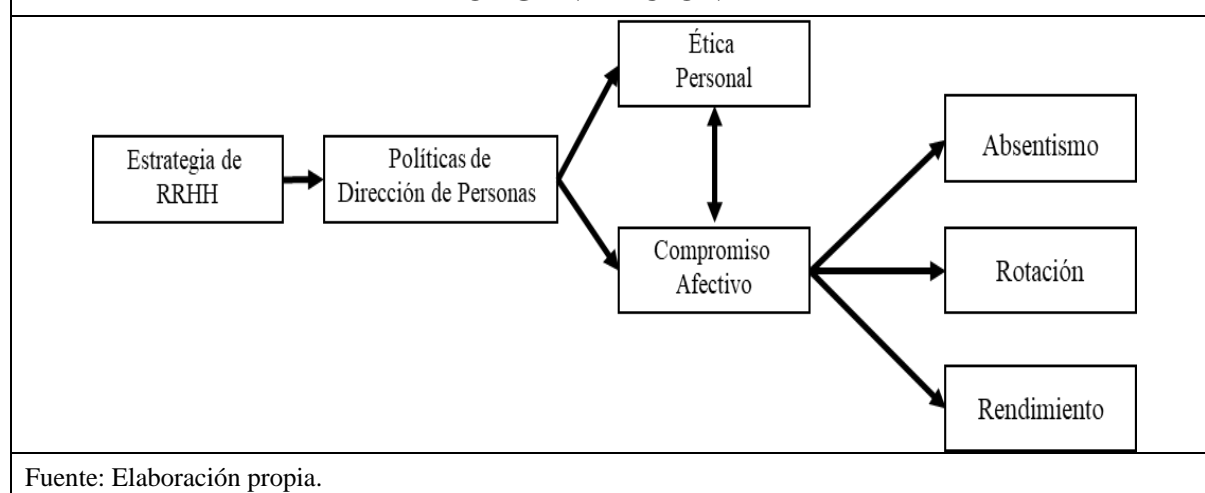 Ética
Personal
Estrategia de
RRHH
Políticas de
Dirección de Personas
Compromiso
Afectivo
Absentismo
Rotación
Rendimiento
Fuente: Elaboración propia.